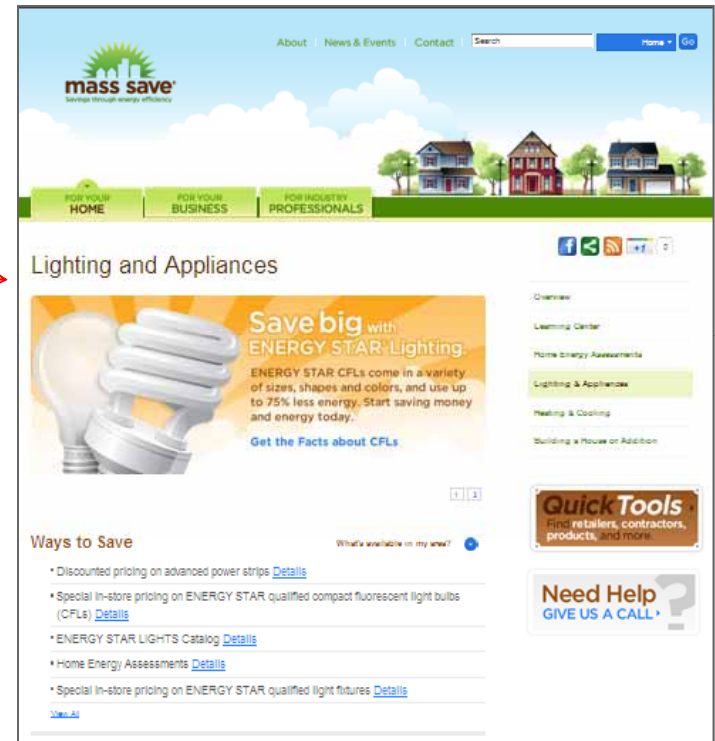 About News & Events Contact Search Home Go
mass save®
Savings through energy efficiency
FOR YOUR HOME
FOR YOUR BUSINESS
FOR INDUSTRY PROFESSIONALS
Lighting and Appliances
+1 0
Save big with
ENERGY STAR® Lighting.
ENERGY STAR CFLs come in a variety
of sizes, shapes and colors, and use up
to 75% less energy. Start saving money
and energy today.
Get the Facts about CFLs
1 2
Overview
Learning Center
Home Energy Assessments
Lighting & Appliances
Heating & Cooling
Building a House or Addition
Quick Tools
Find retailers, contractors,
products, and more.
Need Help?
GIVE US A CALL
Ways to Save
What's available in my area?
• Discounted pricing on advanced power strips Details
• Special in-store pricing on ENERGY STAR qualified compact fluorescent light bulbs
(CFLs) Details
• ENERGY STAR LIGHTS Catalog Details
• Home Energy Assessments Details
• Special in-store pricing on ENERGY STAR qualified light fixtures Details
View All